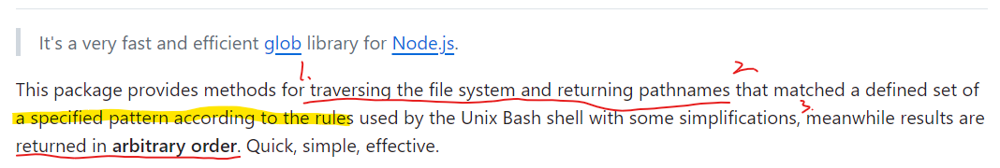 It's a very fast and efficient glob library for Node.js.
1. 2
This package provides methods for traversing the file system and returning pathnames that matched a defined set of
3.
a specified pattern according to the rules used by the Unix Bash shell with some simplifications, meanwhile results are
returned in arbitrary order. Quick, simple, effective.